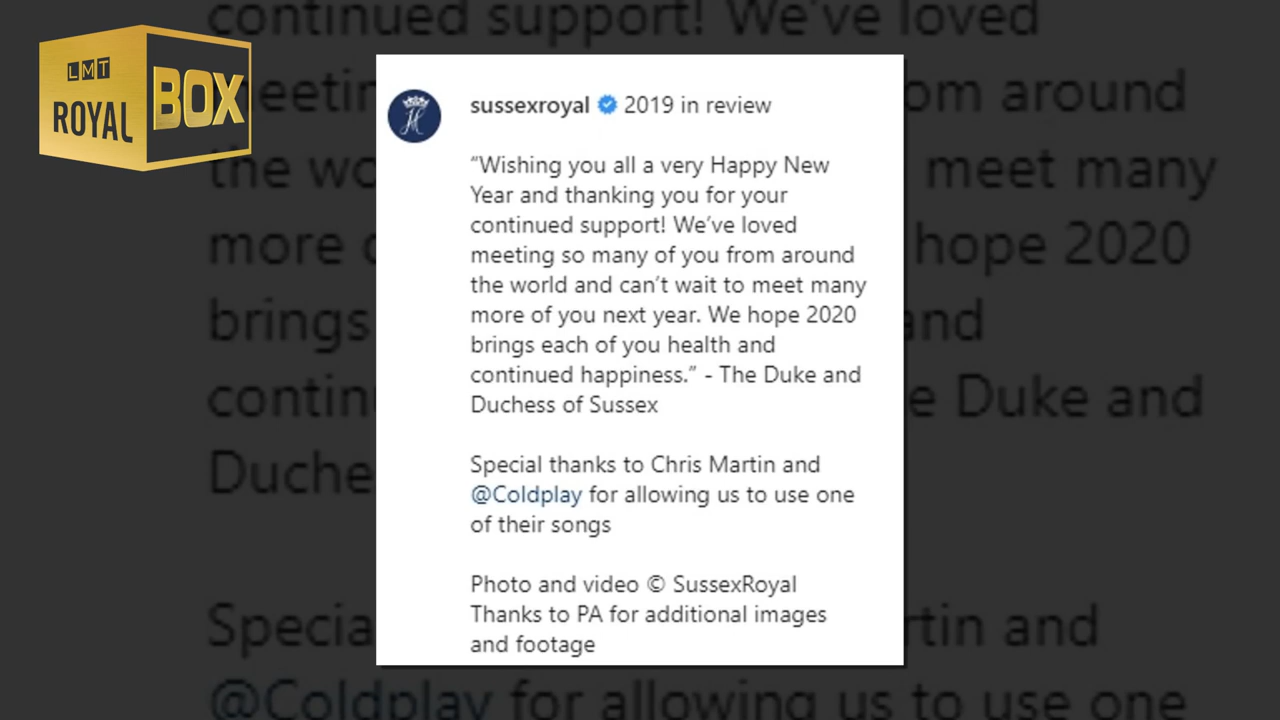 LMT
ROYAL
BOX
sussexroyal 2019 in review
“Wishing you all a very Happy New
Year and thanking you for your
continued support! We’ve loved
meeting so many of you from around
the world and can’t wait to meet many
more of you next year. We hope 2020
brings each of you health and
continued happiness.” - The Duke and
Duchess of Sussex
Special thanks to Chris Martin and
@Coldplay for allowing us to use one
of their songs
Photo and video © SussexRoyal
Thanks to PA for additional images
and footage